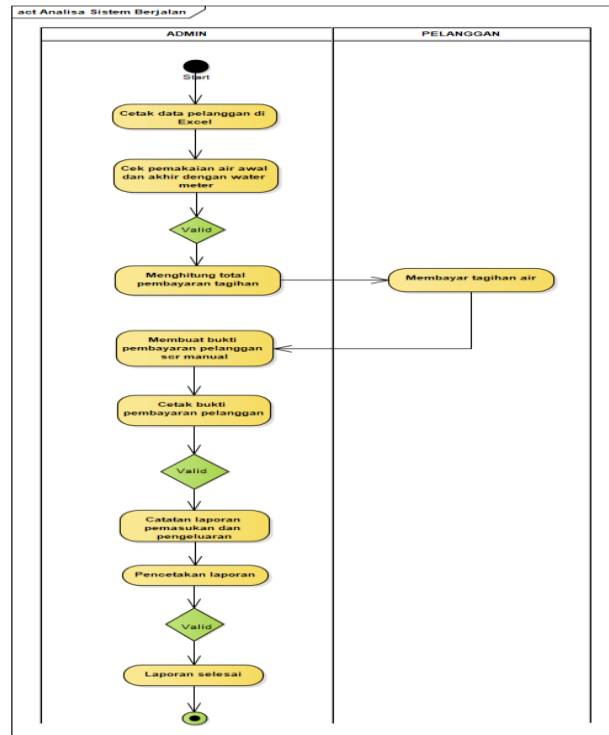 act Analisa Sistem Berjalan
ADMIN
PELANGGAN
Start
Cetak data pelanggan di
Excel
Cek pemakaian air awal
dan akhir dengan water
meter
Valid
Menghitung total
pembayaran tagihan
Membayar tagihan air
Membuat bukti
pembayaran pelanggan
scr manual
Cetak bukti
pembayaran pelanggan
Valid
Catatan laporan
pemasukan dan
pengeluaran
Pencetakan laporan
Valid
Laporan selesai